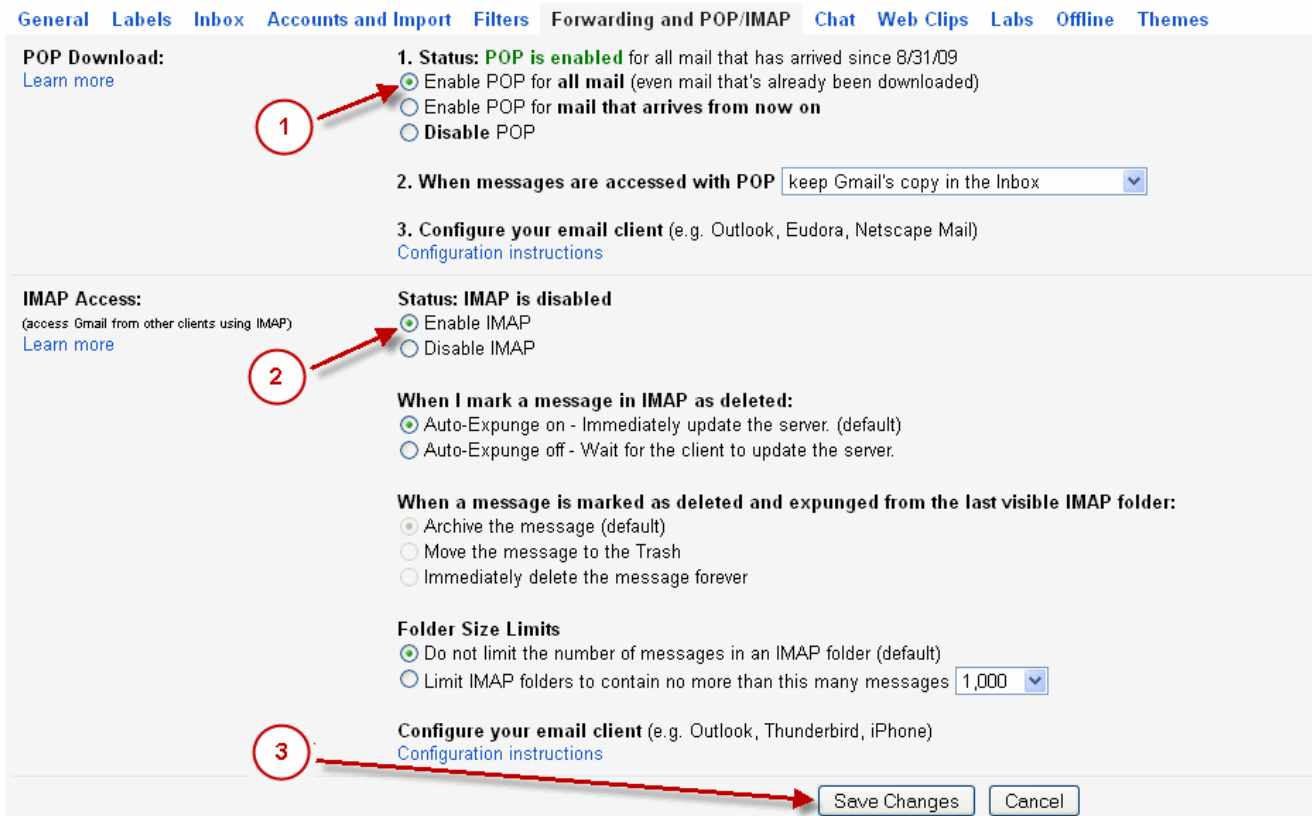 General Labels Inbox Accounts and Import Filters Forwarding and POP/IMAP Chat Web Clips Labs Offline Themes
POP Download:
Learn more
1. Status: POP is enabled for all mail that has arrived since 8/31/09
Enable POP for all mail (even mail that's already been downloaded)
Enable POP for mail that arrives from now on
Disable POP
1
2. When messages are accessed with POP keep Gmail's copy in the Inbox
3. Configure your email client (e.g. Outlook, Eudora, Netscape Mail)
Configuration instructions
IMAP Access:
(access Gmail from other clients using IMAP)
Learn more
Status: IMAP is disabled
Enable IMAP
Disable IMAP
2
When I mark a message in IMAP as deleted:
Auto-Expunge on - Immediately update the server. (default)
Auto-Expunge off - Wait for the client to update the server.
When a message is marked as deleted and expunged from the last visible IMAP folder:
Archive the message (default)
Move the message to the Trash
Immediately delete the message forever
Folder Size Limits
Do not limit the number of messages in an IMAP folder (default)
Limit IMAP folders to contain no more than this many messages 1,000
Configure your email client (e.g. Outlook, Thunderbird, iPhone)
Configuration instructions
3
Save Changes Cancel